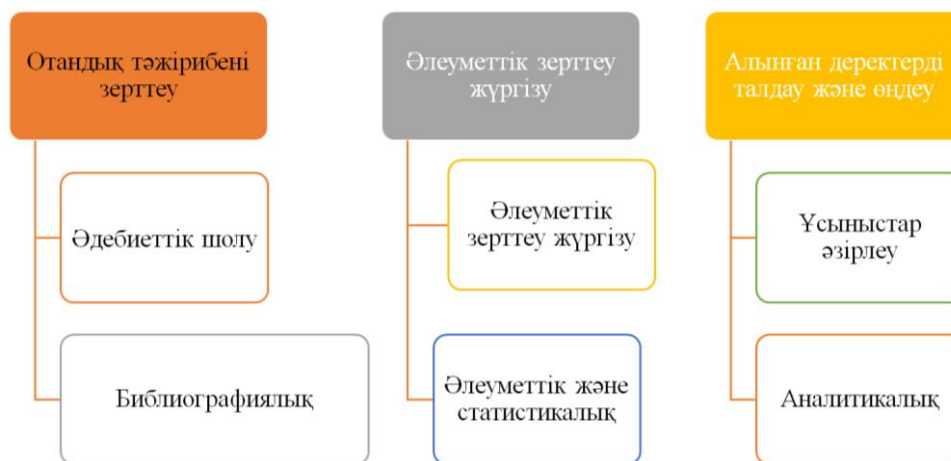 Отандық тәжірибені
зерттеу
Әдебиеттік шолу
Библиографиялық
Әлеуметтік зерттеу
жүргізу
Әлеуметтік
зерттеу жүргізу
Әлеуметтік және
статистикалық
Алынған деректерді
талдау және өңдеу
Ұсыныстар
әзірлеу
Аналитикалық